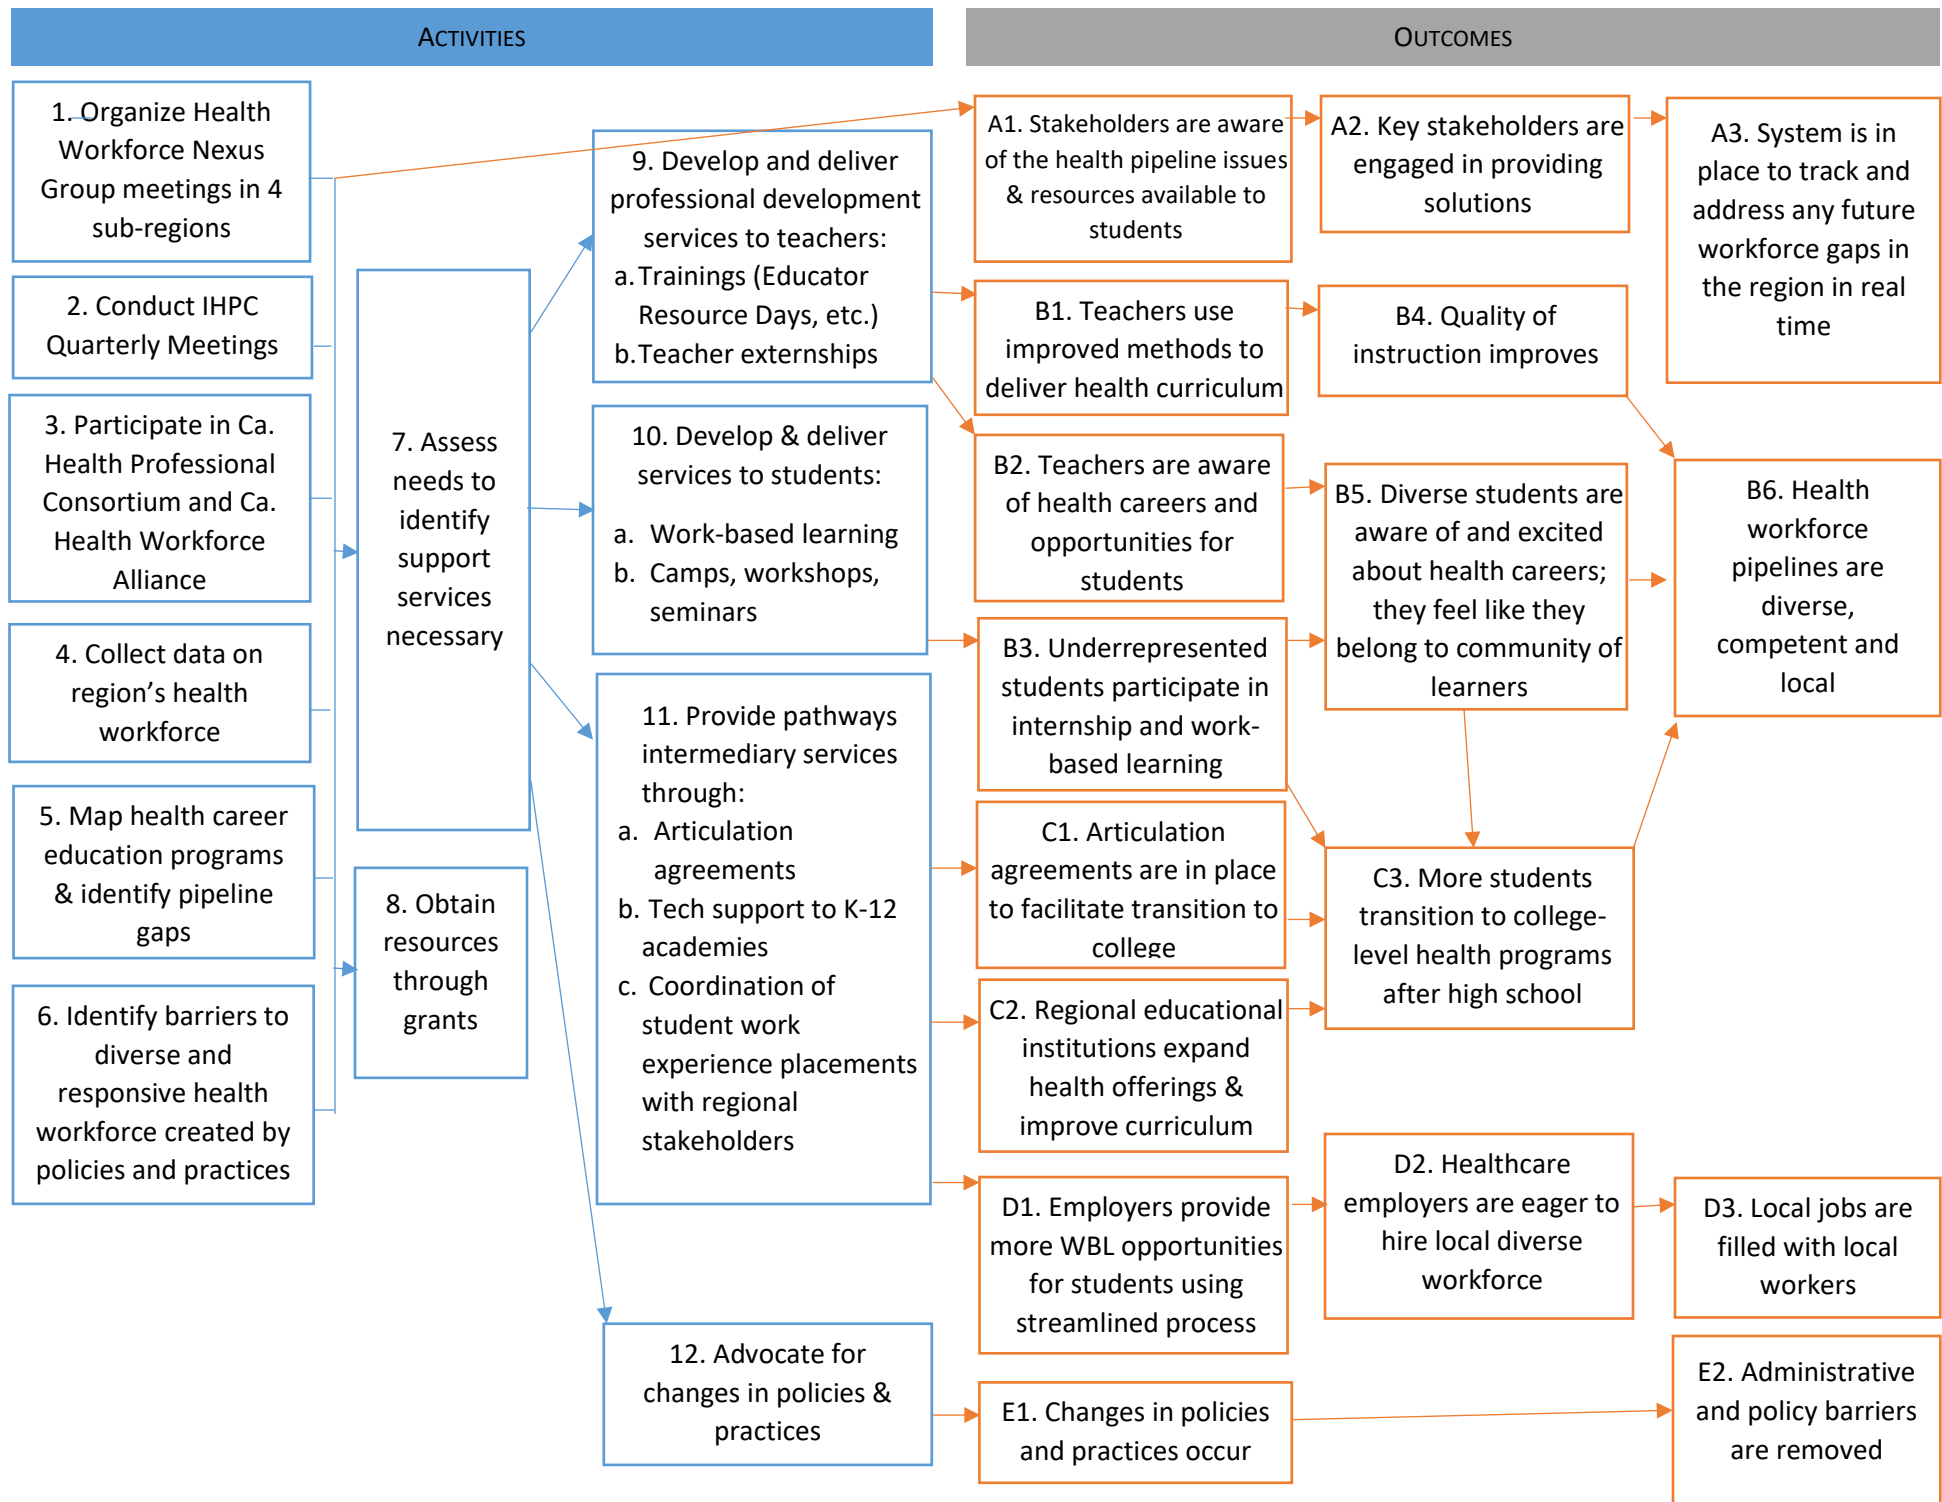 ACTIVITIES
OUTCOMES
1. Organize Health
Workforce Nexus
Group meetings in 4
sub-regions
2. Conduct IHPC
Quarterly Meetings
3. Participate in Ca.
Health Professional
Consortium and Ca.
Health Workforce
Alliance
4. Collect data on
region’s health
workforce
5. Map health career
education programs
& identify pipeline
gaps
6. Identify barriers to
diverse and
responsive health
workforce created by
policies and practices
7. Assess
needs to
identify
support
services
necessary
8. Obtain
resources
through
grants
9. Develop and deliver
professional development
services to teachers:
a. Trainings (Educator
Resource Days, etc.)
b. Teacher externships
10. Develop & deliver
services to students:
a. Work-based learning
b. Camps, workshops,
seminars
11. Provide pathways
intermediary services
through:
a. Articulation
agreements
b. Tech support to K-12
academies
c. Coordination of
student work
experience placements
with regional
stakeholders
12. Advocate for
changes in policies &
practices
A1. Stakeholders are aware
of the health pipeline issues
& resources available to
students
A2. Key stakeholders are
engaged in providing
solutions
A3. System is in
place to track and
address any future
workforce gaps in
the region in real
time
B1. Teachers use
improved methods to
deliver health curriculum
B4. Quality of
instruction improves
B2. Teachers are aware
of health careers and
opportunities for
students
B5. Diverse students are
aware of and excited
about health careers;
they feel like they
belong to community of
learners
B6. Health
workforce
pipelines are
diverse,
competent and
local
B3. Underrepresented
students participate in
internship and work-
based learning
C1. Articulation
agreements are in place
to facilitate transition to
college
C3. More students
transition to college-
level health programs
after high school
C2. Regional educational
institutions expand
health offerings &
improve curriculum
D1. Employers provide
more WBL opportunities
for students using
streamlined process
D2. Healthcare
employers are eager to
hire local diverse
workforce
D3. Local jobs are
filled with local
workers
E1. Changes in policies
and practices occur
E2. Administrative
and policy barriers
are removed